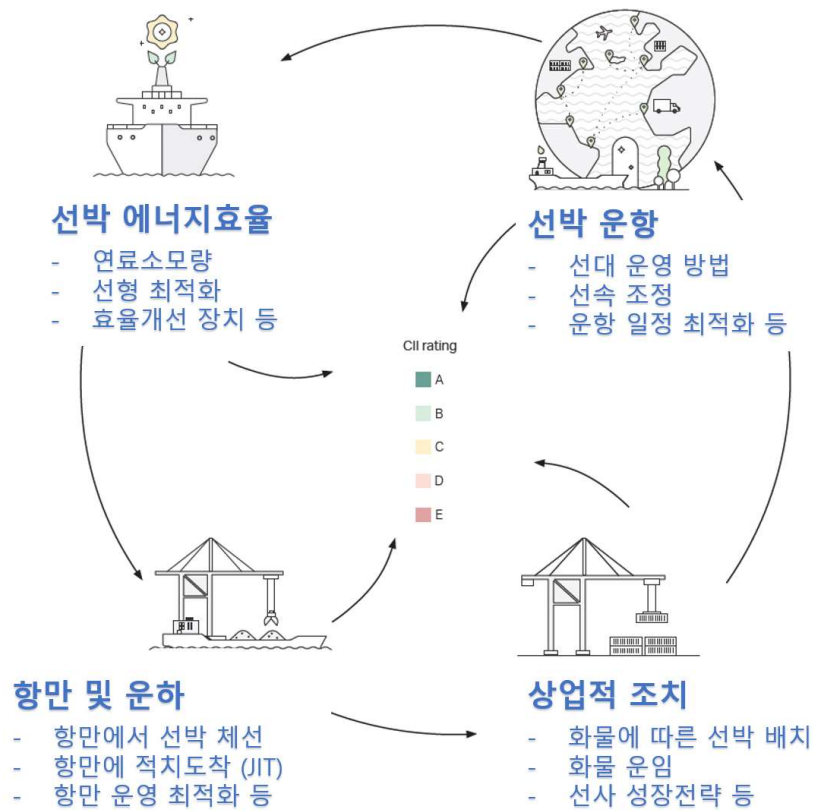 선박 에너지효율
- 연료소모량
- 선형 최적화
- 효율개선 장치 등
선박 운항
- 선대 운영 방법
- 선속 조정
- 운항 일정 최적화 등
CII rating
A
B
C
D
E
항만 및 운하
- 항만에서 선박 체선
- 항만에 적치도착 (JIT)
- 항만 운영 최적화 등
상업적 조치
- 화물에 따른 선박 배치
- 화물 운임
- 선사 성장전략 등